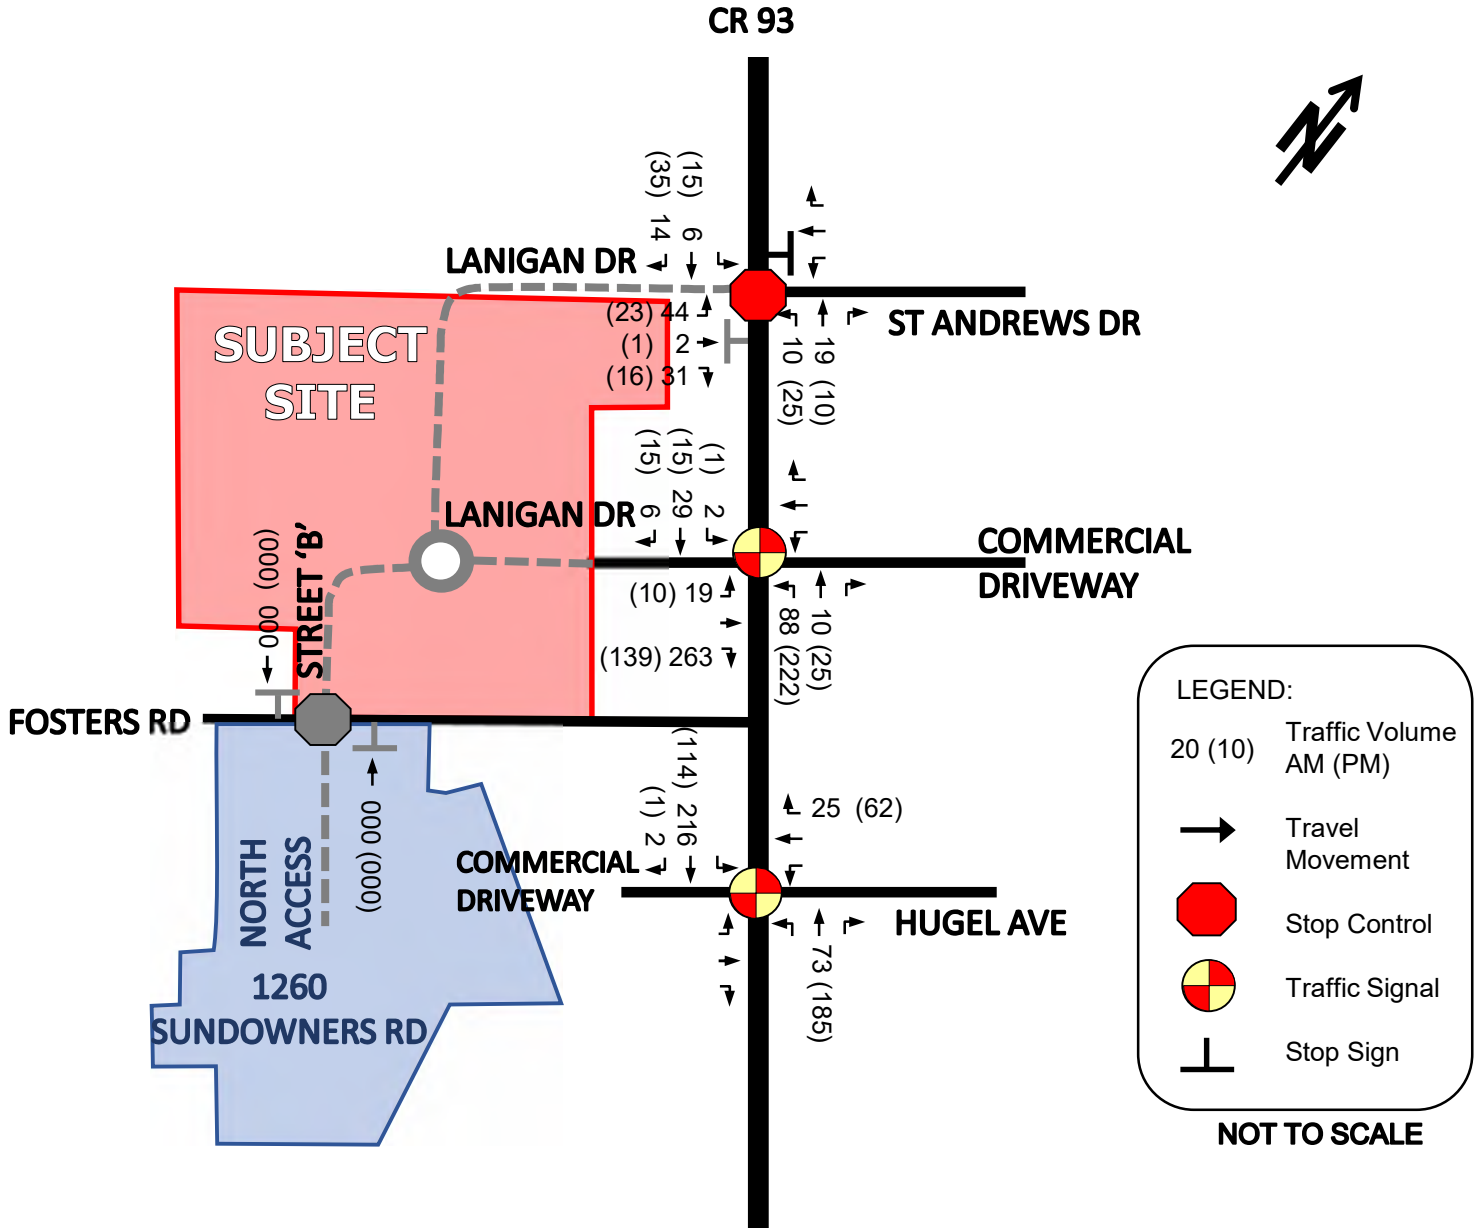 CR 93
(35) 14
(15) 6
LANIGAN DR
(23) 44
(1) 2
(16) 31
10 (25)
19 (10)
ST ANDREWS DR
SUBJECT
SITE
(15) 6
(15) 29
(1) 2
LANIGAN DR
COMMERCIAL
DRIVEWAY
(10) 19
(139) 263
88 (222)
10 (25)
(000) 000
STREET ‘B’
FOSTERS RD
(1) 2
(114) 216
25 (62)
COMMERCIAL
DRIVEWAY
HUGEL AVE
73 (185)
NORTH
ACCESS
000 (000)
1260
SUNDOWNERS RD
N
LEGEND:
20 (10)
Traffic Volume
AM (PM)
Travel
Movement
Stop Control
Traffic Signal
Stop Sign
NOT TO SCALE